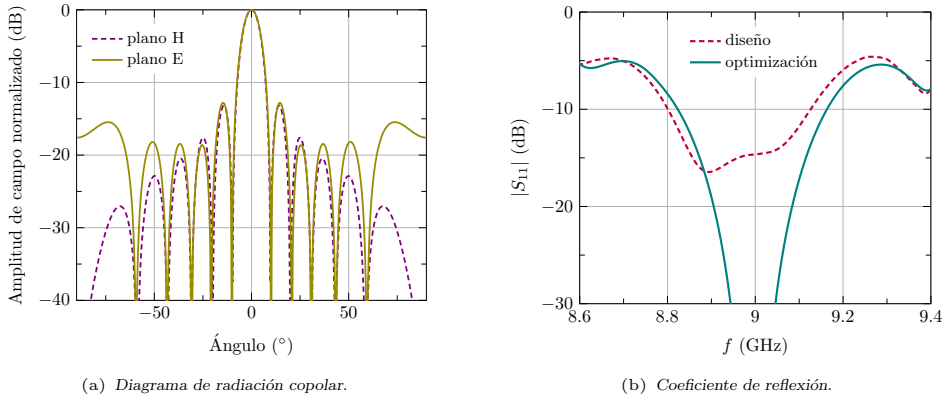 Amplitud de campo normalizado (dB)
0
−10
−20
−30
−40
−50
0
50
Ángulo (°)
plano H
plano E
(a) Diagrama de radiación copolar.
|S11| (dB)
0
−10
−20
−30
8.6
8.8
9
9.2
9.4
f (GHz)
diseño
optimización
(b) Coeficiente de reflexión.